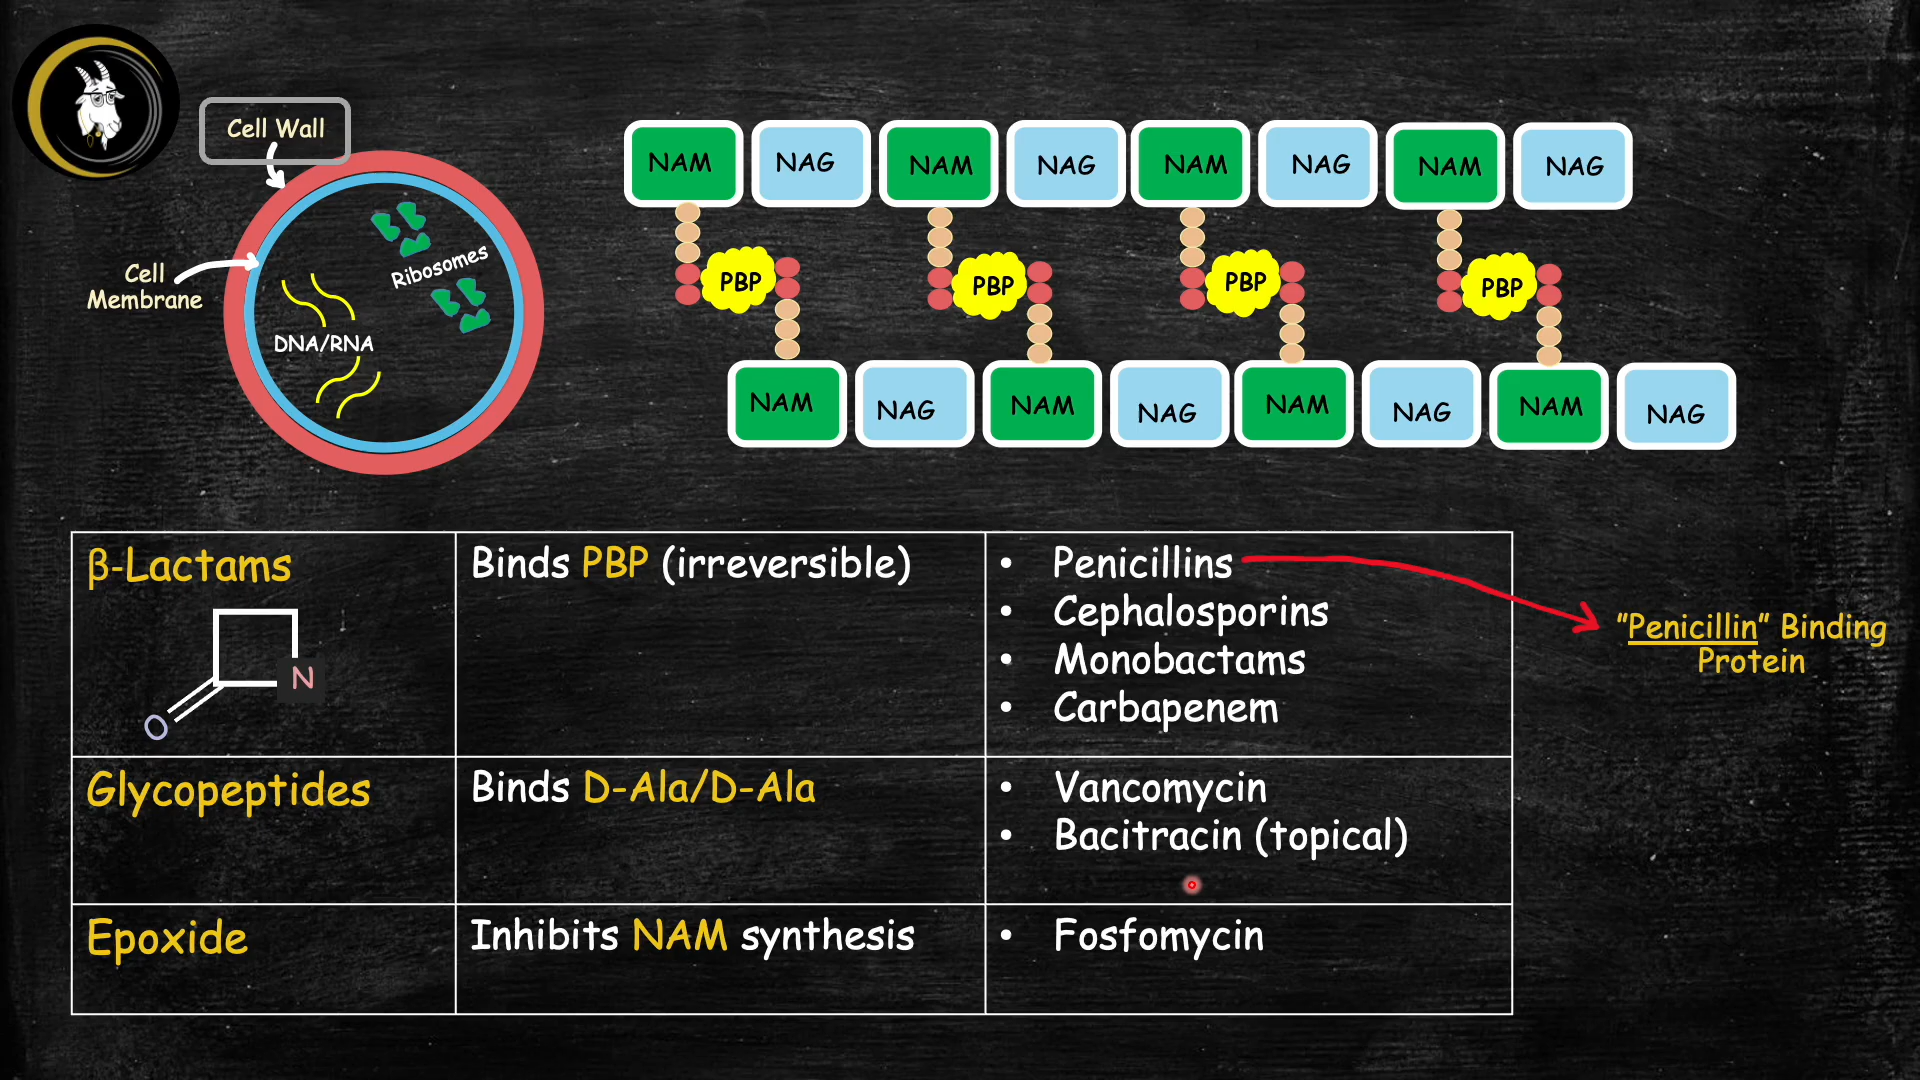 Cell Wall
Cell
Membrane
Ribosomes
DNA/RNA
NAM NAG NAM NAG NAM NAG NAM NAG
PBP PBP PBP PBP
NAM NAG NAM NAG NAM NAG NAM NAG
β-Lactams
N
O
Binds PBP (irreversible)
• Penicillins
• Cephalosporins
• Monobactams
• Carbapenem
"Penicillin" Binding
Protein
Glycopeptides
Binds D-Ala/D-Ala
• Vancomycin
• Bacitracin (topical)
Epoxide
Inhibits NAM synthesis
• Fosfomycin